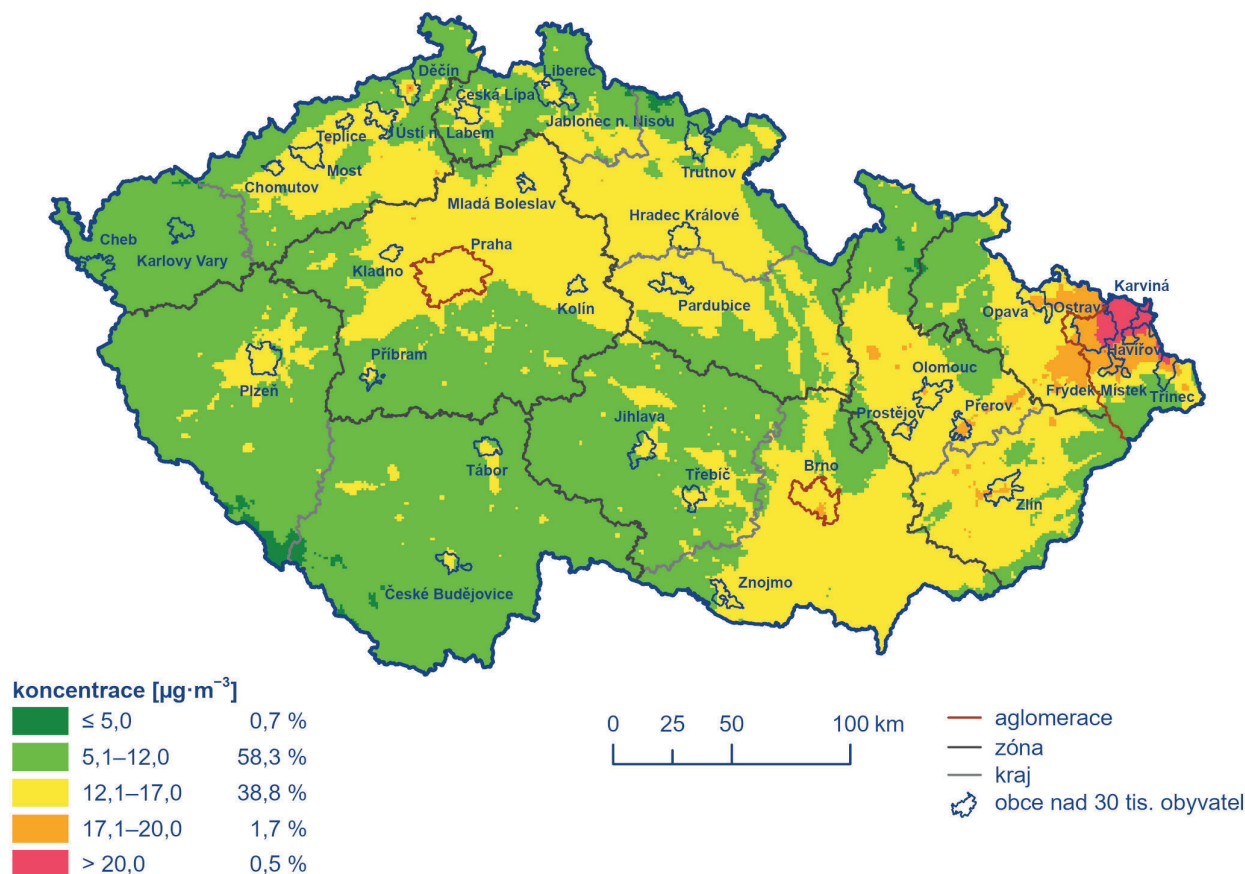 Děčín
Liberec
Česká Lípa
Jablonec n. Nisou
Teplice
Ústí n. Labem
Most
Chomutov
Trutnov
Mladá Boleslav
Hradec Králové
Cheb
Karlovy Vary
Praha
Kladno
Kolín
Pardubice
Karviná
Opava
Ostrava
Havířov
Příbram
Plzeň
Olomouc
Frýdek Místek
Třinec
Prostějov
Přerov
Jihlava
Tábor
Třebíč
Brno
Zlín
Znojmo
České Budějovice
koncentrace [µg·m⁻³]
≤ 5,0 0,7 %
5,1–12,0 58,3 %
12,1–17,0 38,8 %
17,1–20,0 1,7 %
> 20,0 0,5 %
0 25 50 100 km
aglomerace
zóna
kraj
obce nad 30 tis. obyvatel